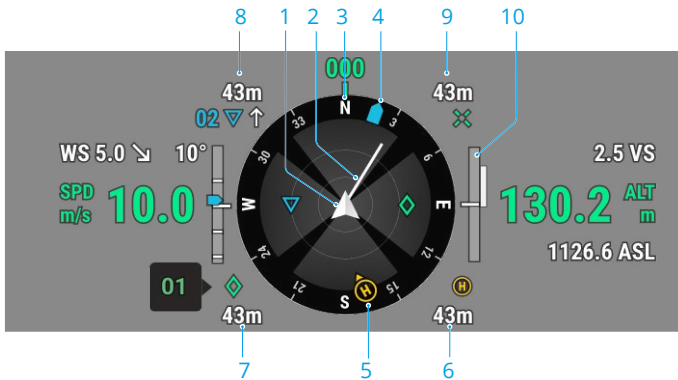 8 1 2 3 4 9 10
000
43m 43m
02
N
33 3
WS 5.0 10° 30 6 2.5 VS
SPD m/s 10.0 W E 130.2 ALT m
24 12 1126.6 ASL
01 21 S 15 H H
43m 43m
7 5 6